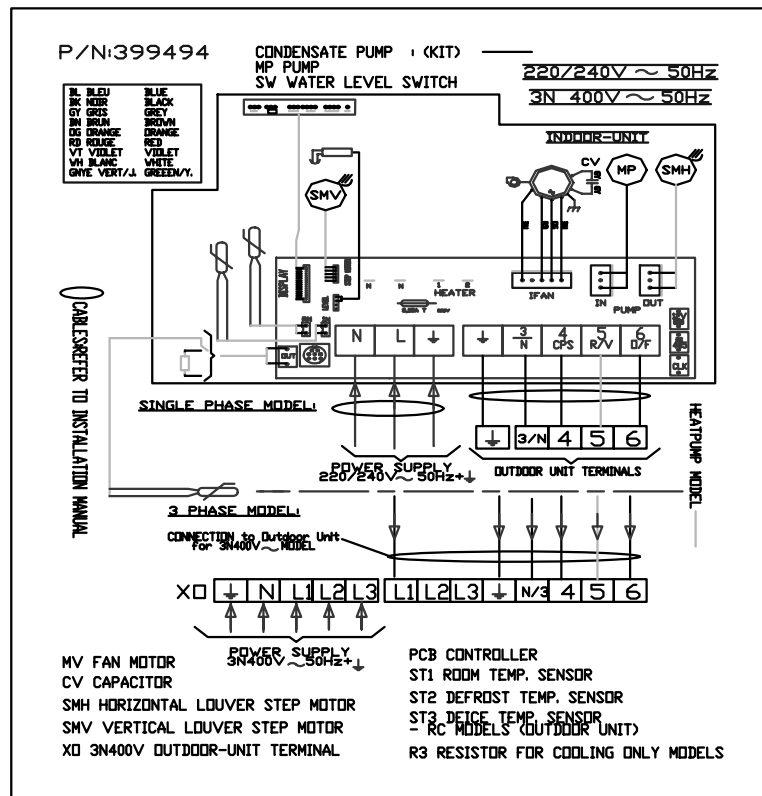 P/N:399494
CONDENSATE PUMP : (KIT)
MP PUMP
SW WATER LEVEL SWITCH
220/240V ~ 50Hz
3N 400V ~ 50Hz
BL BLEU BLUE
BK NOIR BLACK
GY GRIS GREY
BN BRUN BROWN
OG ORANGE ORANGE
RD ROUGE RED
VT VIOLET VIOLET
WH BLANC WHITE
GNYE VERT/J. GREEEN/Y.
INDOOR-UNIT
SMV
CV
MP
SMH
DISPLAY
N N 1 2
HEATER
IFAN
IN PUMP OUT
OUT
N L ⏚
⏚ 3/N 4 CPS 5 R/V 6 O/F
CLK
CABLES:REFER TO INSTALLATION MANUAL
SINGLE PHASE MODEL:
⏚ 3/N 4 5 6
POWER SUPPLY
220/240V ~ 50Hz+⏚
OUTDOOR UNIT TERMINALS
HEATPUMP MODEL
3 PHASE MODEL:
CONNECTION to Outdoor Unit
for 3N400V ~ MODEL
XO ⏚ N L1 L2 L3 L1 L2 L3 ⏚ N/3 4 5 6
POWER SUPPLY
3N400V ~ 50Hz+⏚
MV FAN MOTOR
CV CAPACITOR
SMH HORIZONTAL LOUVER STEP MOTOR
SMV VERTICAL LOUVER STEP MOTOR
XO 3N400V OUTDOOR-UNIT TERMINAL
PCB CONTROLLER
ST1 ROOM TEMP. SENSOR
ST2 DEFROST TEMP. SENSOR
ST3 DEICE TEMP. SENSOR
- RC MODELS (OUTDOOR UNIT)
R3 RESISTOR FOR COOLING ONLY MODELS